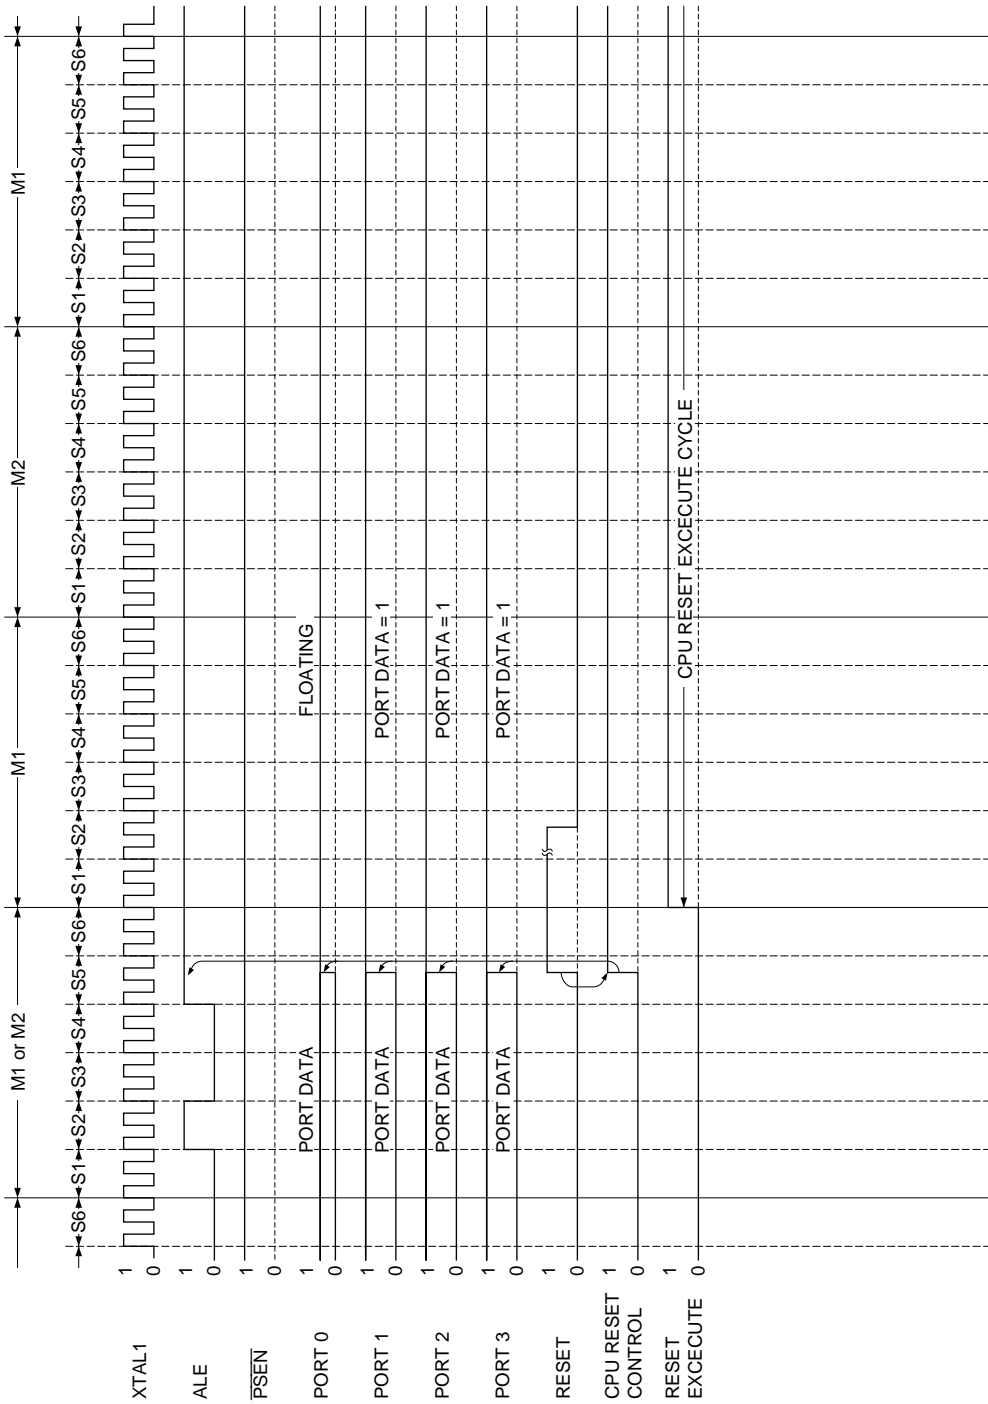 M1 or M2 M1 M2 M1
S6 S1 S2 S3 S4 S5 S6 S1 S2 S3 S4 S5 S6 S1 S2 S3 S4 S5 S6 S1 S2 S3 S4 S5 S6
XTAL1 1
0
ALE 1
0
PSEN 1
0
PORT 0 1 PORT DATA FLOATING
0
PORT 1 1 PORT DATA PORT DATA = 1
0
PORT 2 1 PORT DATA PORT DATA = 1
0
PORT 3 1 PORT DATA PORT DATA = 1
0
RESET 1
0
CPU RESET 1
CONTROL 0
RESET 1 CPU RESET EXCECUTE CYCLE
EXCECUTE 0